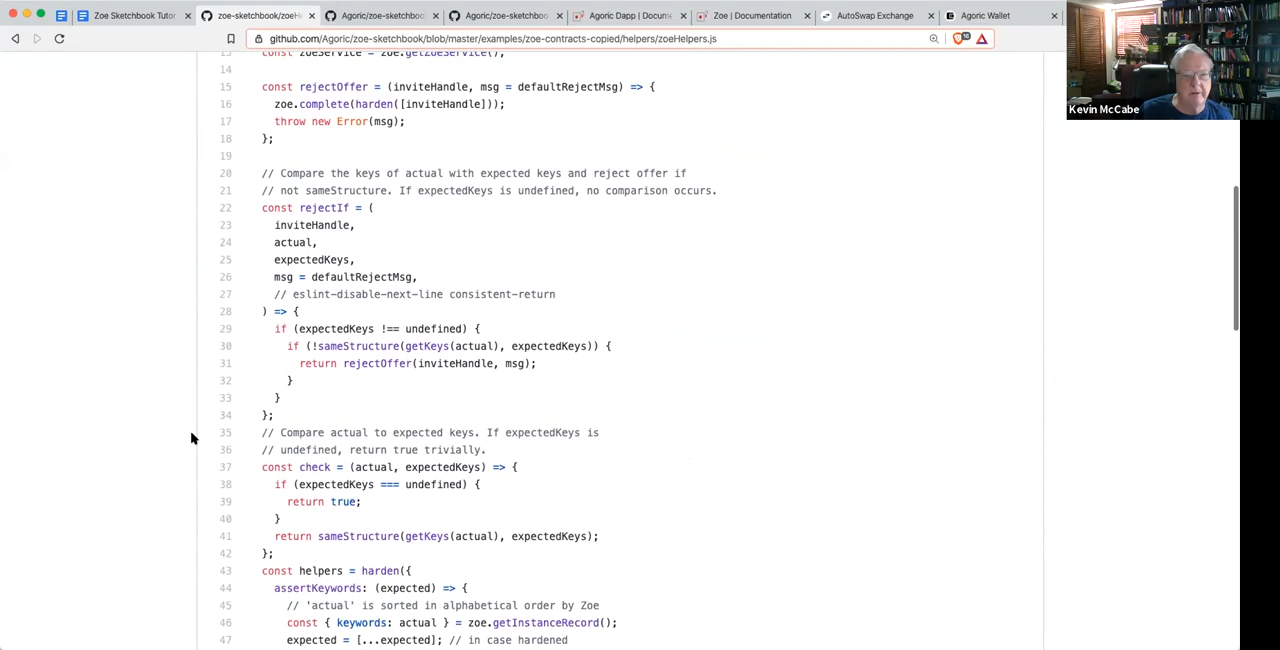 Zoe Sketchbook Tutor
zoe-sketchbook/zoeH
Agoric/zoe-sketchboo
Agoric/zoe-sketchboo
Agoric Dapp | Docume
Zoe | Documentation
AutoSwap Exchange
Agoric Wallet
github.com/Agoric/zoe-sketchbook/blob/master/examples/zoe-contracts-copied/helpers/zoeHelpers.js
Kevin McCabe
13 const zoeService = zoe.getZoeService();
14
15 const rejectOffer = (inviteHandle, msg = defaultRejectMsg) => {
16 zoe.complete(harden([inviteHandle]));
17 throw new Error(msg);
18 };
19
20 // Compare the keys of actual with expected keys and reject offer if
21 // not sameStructure. If expectedKeys is undefined, no comparison occurs.
22 const rejectIf = (
23 inviteHandle,
24 actual,
25 expectedKeys,
26 msg = defaultRejectMsg,
27 // eslint-disable-next-line consistent-return
28 ) => {
29 if (expectedKeys !== undefined) {
30 if (!sameStructure(getKeys(actual), expectedKeys)) {
31 return rejectOffer(inviteHandle, msg);
32 }
33 }
34 };
35 // Compare actual to expected keys. If expectedKeys is
36 // undefined, return true trivially.
37 const check = (actual, expectedKeys) => {
38 if (expectedKeys === undefined) {
39 return true;
40 }
41 return sameStructure(getKeys(actual), expectedKeys);
42 };
43 const helpers = harden({
44 assertKeywords: (expected) => {
45 // 'actual' is sorted in alphabetical order by Zoe
46 const { keywords: actual } = zoe.getInstanceRecord();
47 expected = [...expected]; // in case hardened